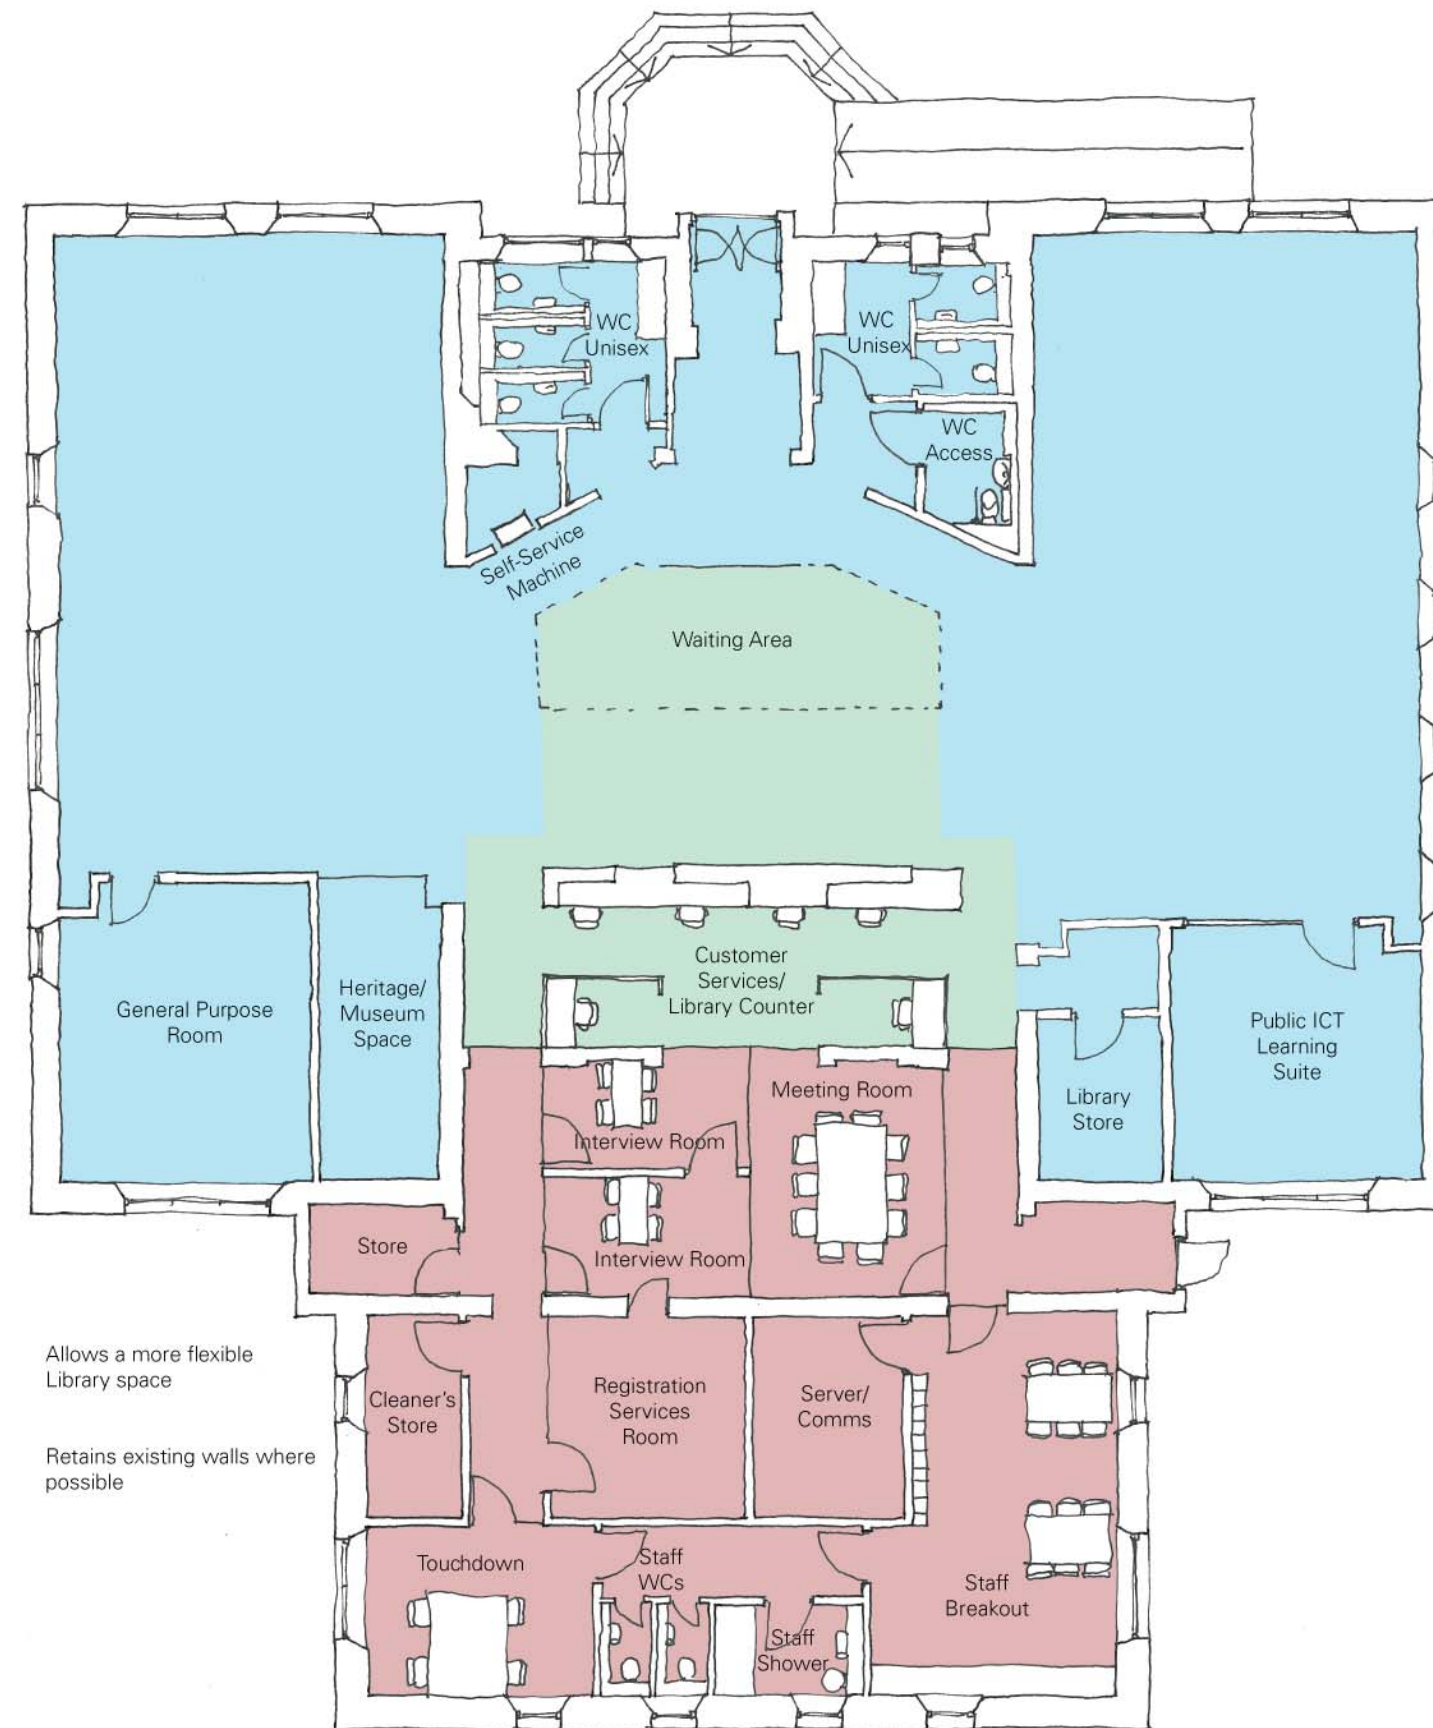 WC
Unisex
WC
Unisex
WC
Access
Self-Service
Machine
Waiting Area
Customer
Services/
Library Counter
General Purpose
Room
Heritage/
Museum
Space
Public ICT
Learning
Suite
Library
Store
Meeting Room
Interview Room
Interview Room
Store
Allows a more flexible
Library space
Retains existing walls where
possible
Cleaner's
Store
Registration
Services
Room
Server/
Comms
Touchdown
Staff
WCs
Staff
Shower
Staff
Breakout